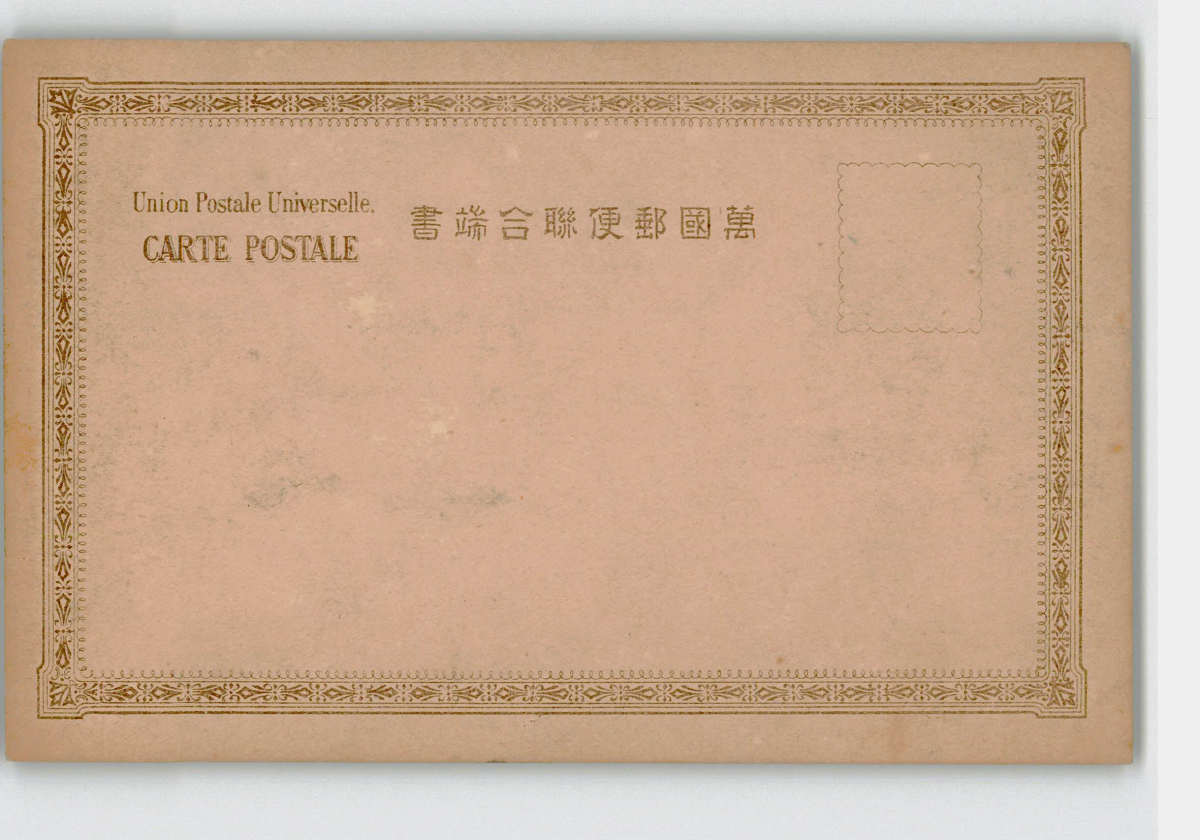 Union Postale Universelle.
CARTE POSTALE
萬國郵便聯合端書